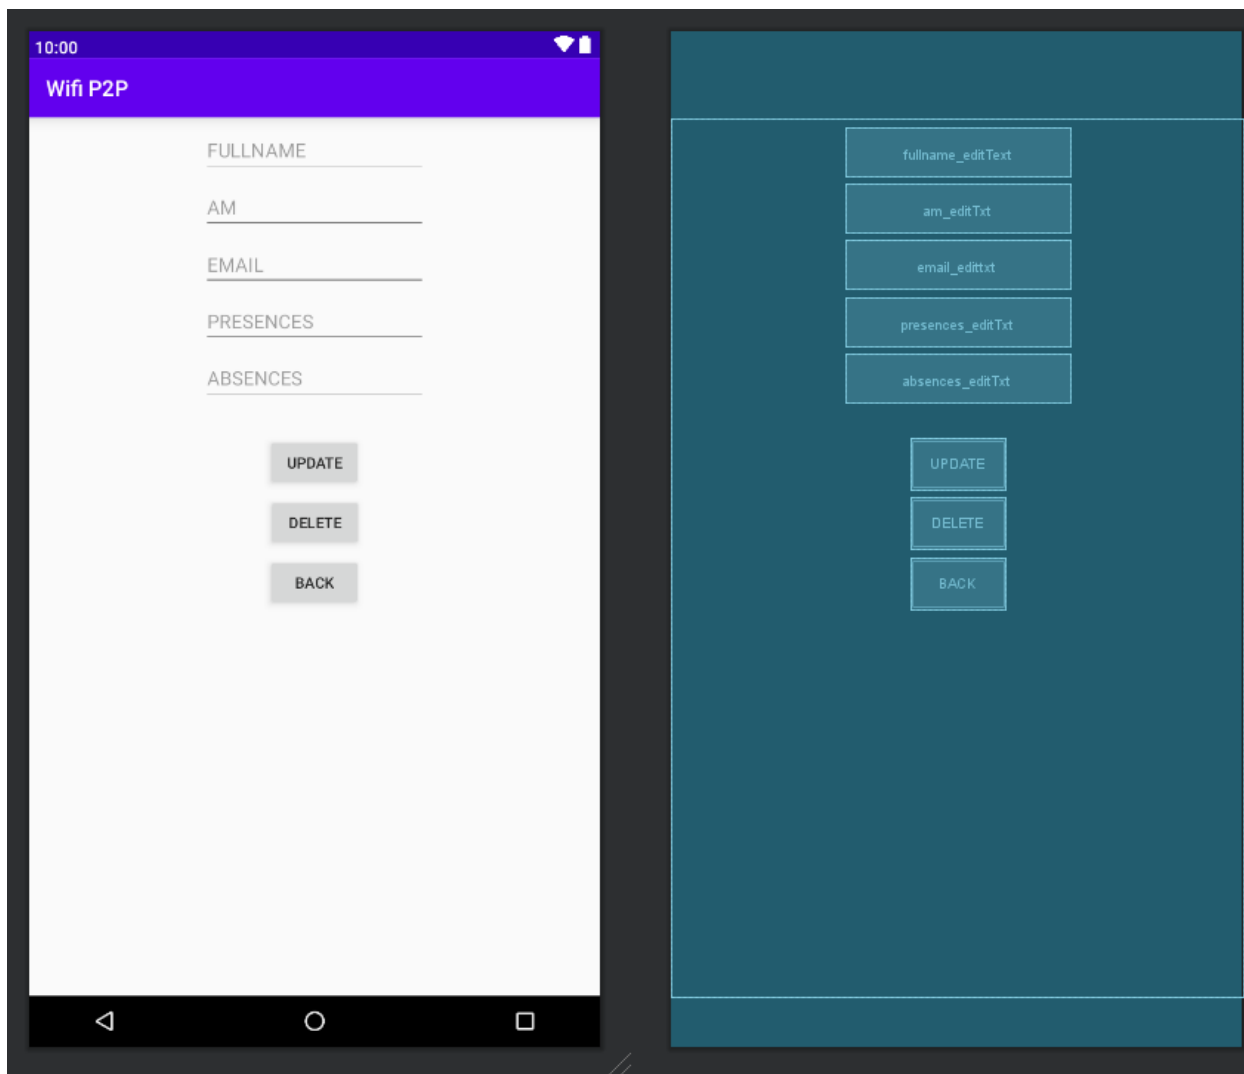 10:00
Wifi P2P
FULLNAME
AM
EMAIL
PRESENCES
ABSENCES
UPDATE
DELETE
BACK
fullname_editText
am_editTxt
email_edittxt
presences_editTxt
absences_editTxt
UPDATE
DELETE
BACK